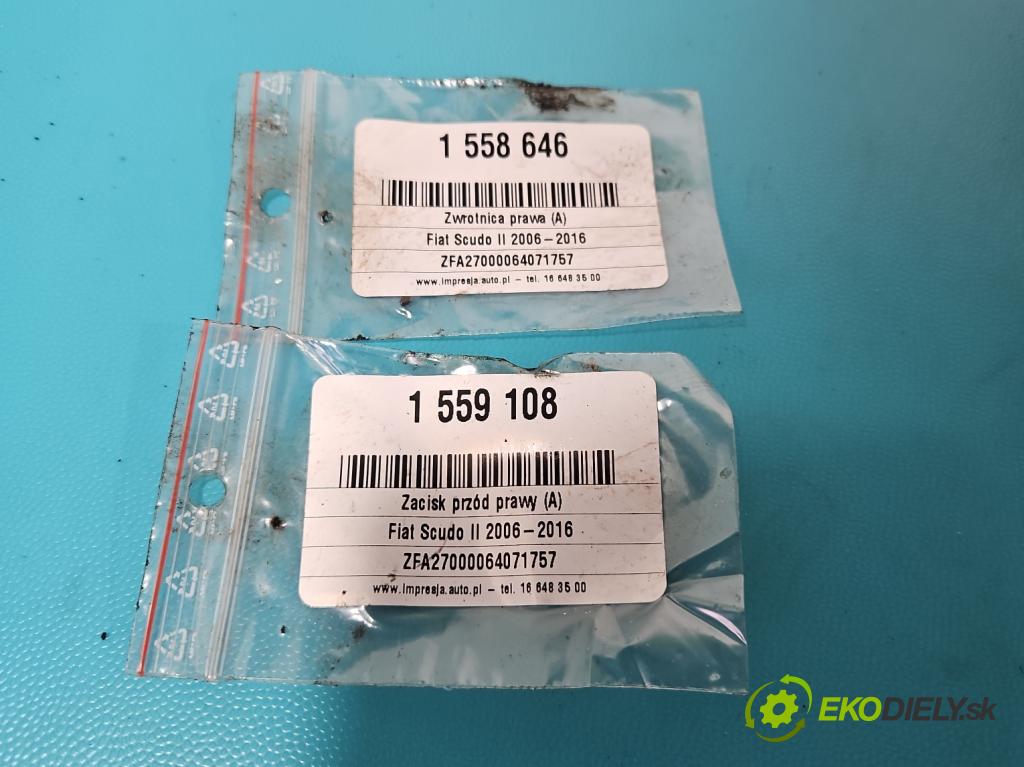 1 558 646
Zwrotnica prawa (A)
Fiat Scudo II 2006–2016
ZFA27000064071757
www.impresja.auto.pl – tel. 16 648 35 00
1 559 108
Zacisk przód prawy (A)
Fiat Scudo II 2006–2016
ZFA27000064071757
www.impresja.auto.pl – tel. 16 648 35 00
EKODIELY.sk